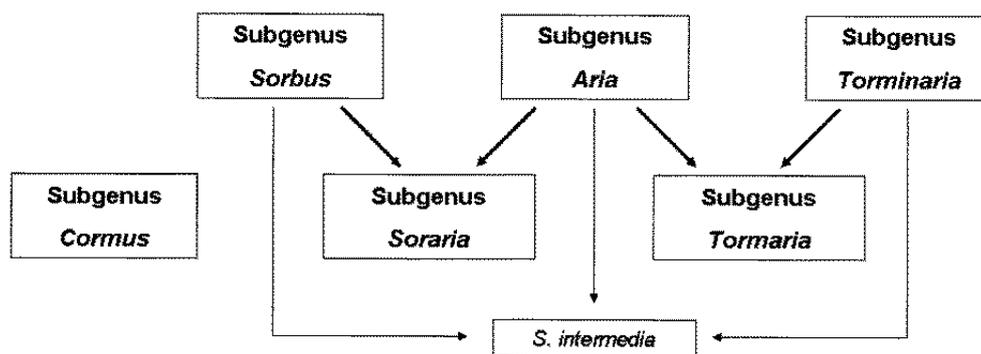 Subgenus
Sorbus
Subgenus
Aria
Subgenus
Torminaria
Subgenus
Cormus
Subgenus
Soraria
Subgenus
Tormaria
S. intermedia